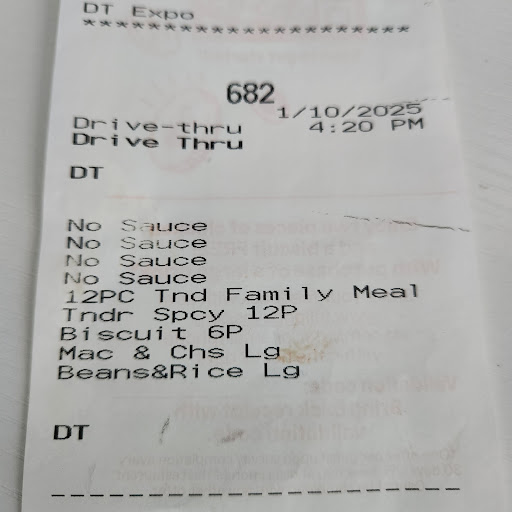 DT Expo
*********************
682
1/10/2025
Drive-thru 4:20 PM
Drive Thru
DT
No Sauce
No Sauce
No Sauce
No Sauce
12PC Tnd Family Meal
Tndr Spcy 12P
Biscuit 6P
Mac & Chs Lg
Beans&Rice Lg
DT